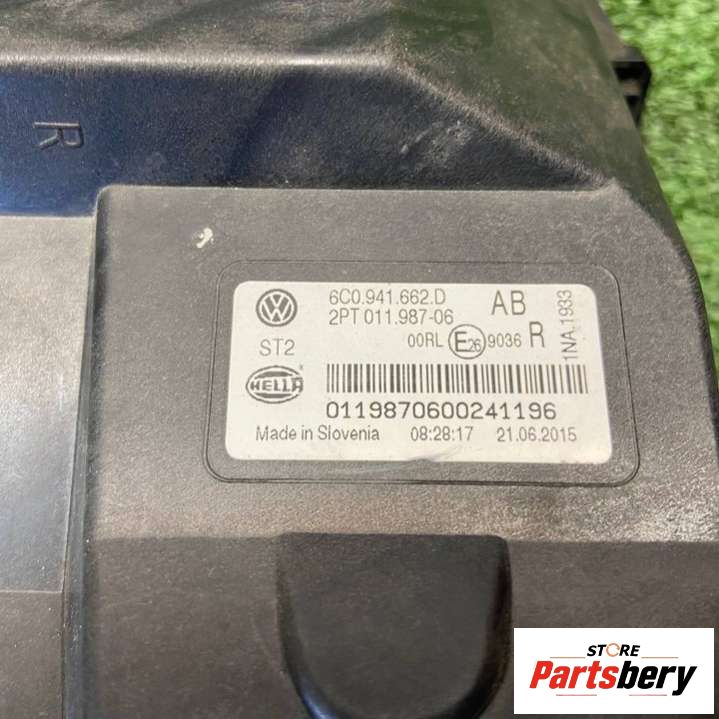 R
VW
6C0.941.662.D AB
2PT 011.987-06
00RL E26 9036 R
1NA.1933
ST2
HELLA
0119870600241196
Made in Slovenia 08:28:17 21.06.2015
STORE
Partsbery